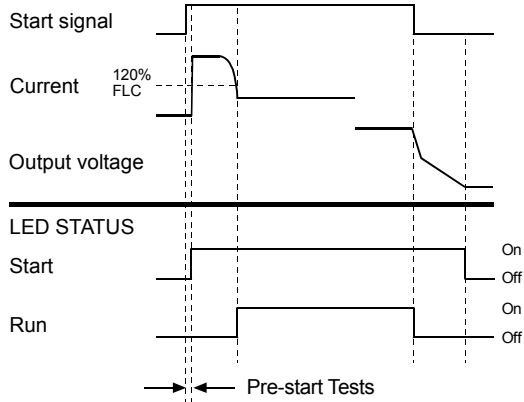 Start signal
Current
120%
FLC
Output voltage
LED STATUS
Start
On
Off
Run
On
Off
Pre-start Tests